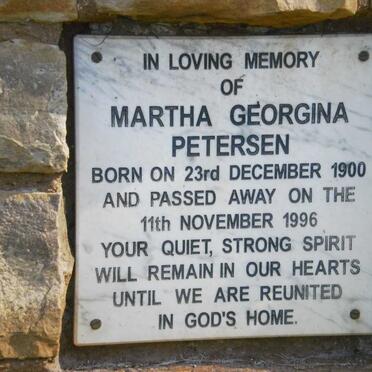 IN LOVING MEMORY
OF
MARTHA GEORGINA
PETERSEN
BORN ON 23rd DECEMBER 1900
AND PASSED AWAY ON THE
11th NOVEMBER 1996
YOUR QUIET, STRONG SPIRIT
WILL REMAIN IN OUR HEARTS
UNTIL WE ARE REUNITED
IN GOD'S HOME.